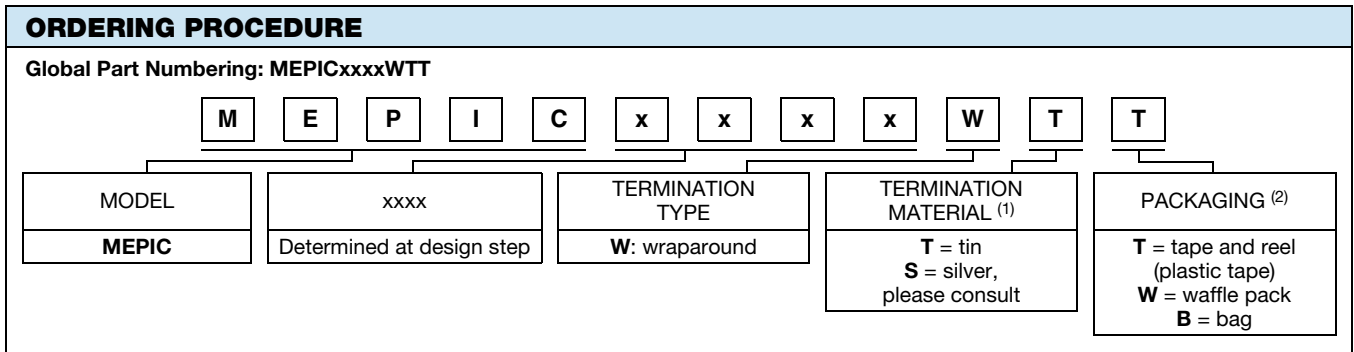 ORDERING PROCEDURE
Global Part Numbering: MEPICxxxxWTT
M E P I C x x x x W T T
MODEL
MEPIC
xxxx
Determined at design step
TERMINATION
TYPE
W: wraparound
TERMINATION
MATERIAL (1)
T = tin
S = silver,
please consult
PACKAGING (2)
T = tape and reel
(plastic tape)
W = waffle pack
B = bag